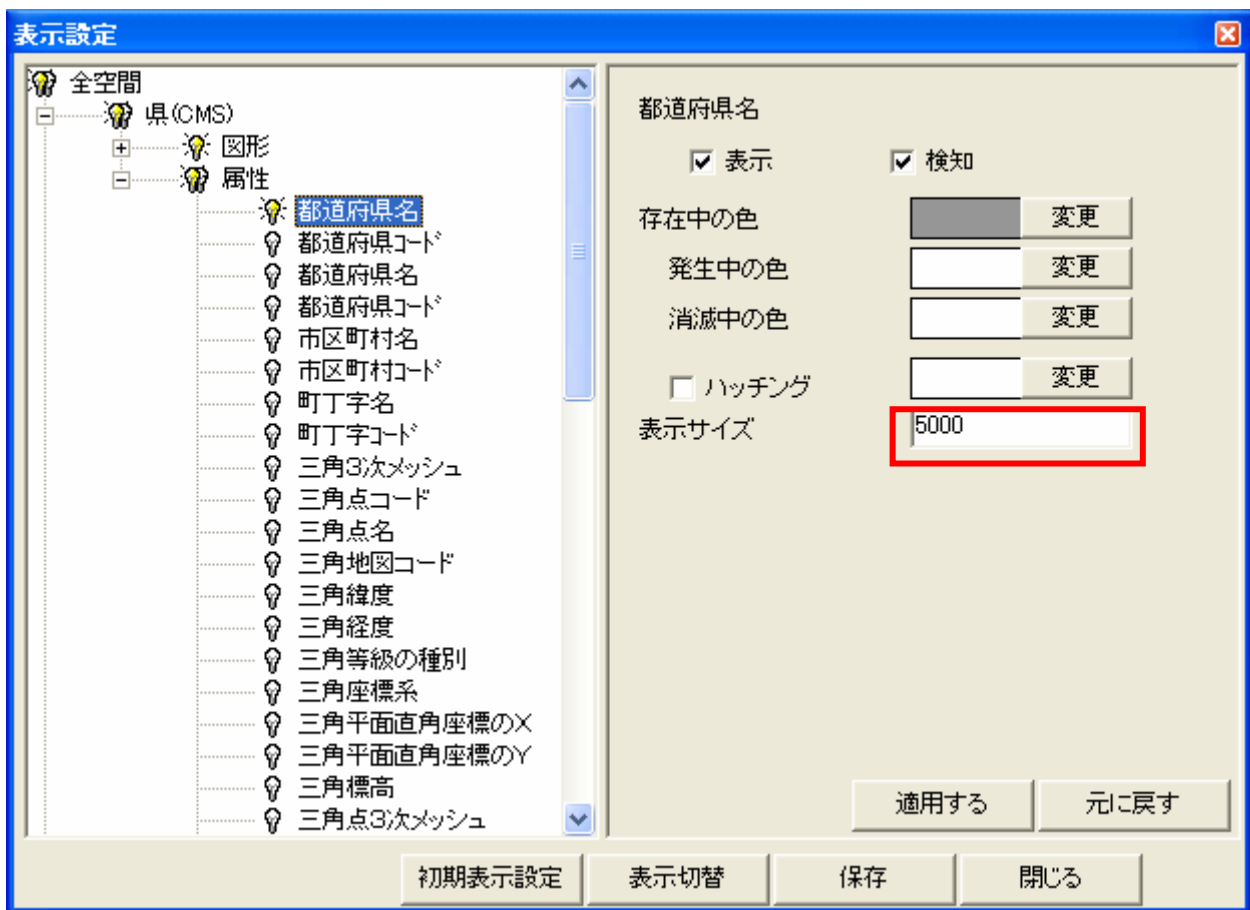 表示設定
全空間
県(CMS)
図形
属性
都道府県名
都道府県ｺｰﾄﾞ
都道府県名
都道府県ｺｰﾄﾞ
市区町村名
市区町村ｺｰﾄﾞ
町丁字名
町丁字ｺｰﾄﾞ
三角3次メッシュ
三角点コード
三角点名
三角地図コード
三角緯度
三角経度
三角等級の種別
三角座標系
三角平面直角座標のX
三角平面直角座標のY
三角標高
三角点3次メッシュ
都道府県名
表示 検知
存在中の色 変更
発生中の色 変更
消滅中の色 変更
ハッチング 変更
表示サイズ 5000
適用する 元に戻す
初期表示設定 表示切替 保存 閉じる